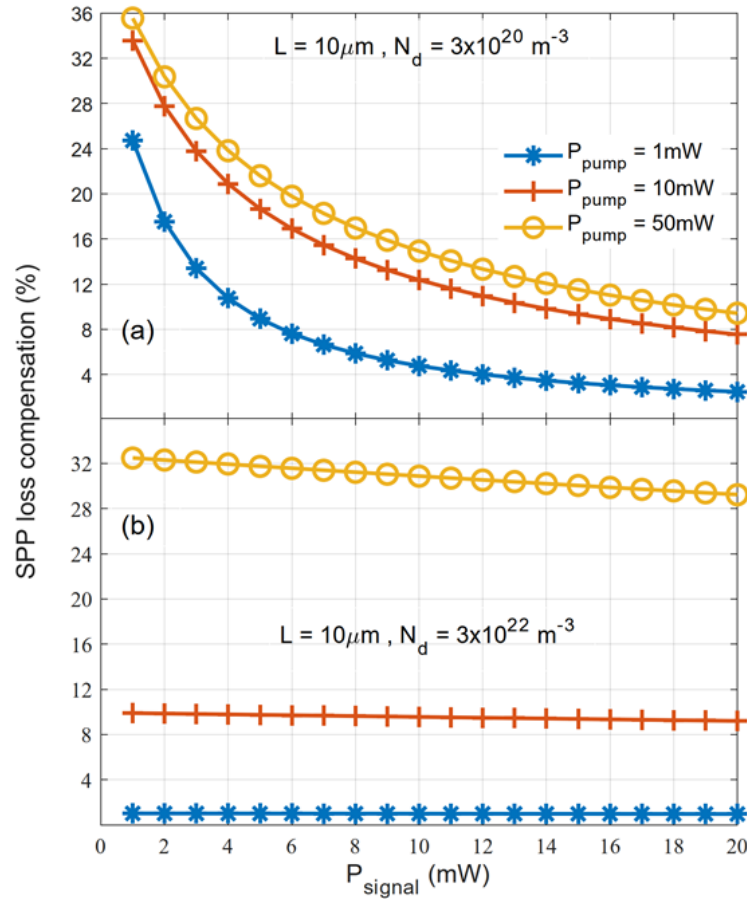 36
32
28
24
20
16
12
8
4
L = 10μm , N_d = 3x10^20 m^-3
P_pump = 1mW
P_pump = 10mW
P_pump = 50mW
(a)
SPP loss compensation (%)
32
28
24
20
16
12
8
4
(b)
L = 10μm , N_d = 3x10^22 m^-3
0 2 4 6 8 10 12 14 16 18 20
P_signal (mW)